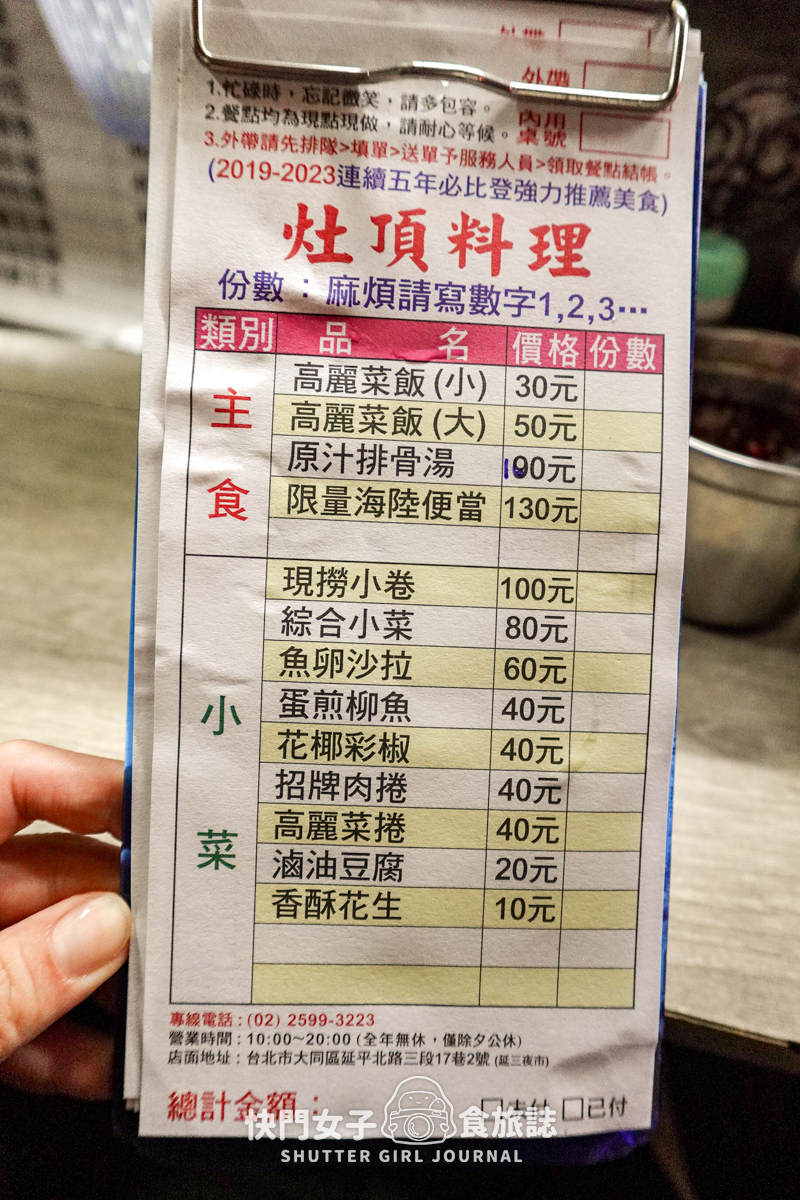 外帶
外帶
1.忙碌時，忘記微笑，請多包容。
2.餐點均為現點現做，請耐心等候。
內用
桌號
3.外帶請先排隊>填單>送單予服務人員>領取餐點結帳。
(2019-2023連續五年必比登強力推薦美食)
灶頂料理
份數：麻煩請寫數字1,2,3⋯
類別 品名 價格 份數
主食
高麗菜飯(小) 30元
高麗菜飯(大) 50元
原汁排骨湯 100元
限量海陸便當 130元
小菜
現撈小卷 100元
綜合小菜 80元
魚卵沙拉 60元
蛋煎柳魚 40元
花椰彩椒 40元
招牌肉捲 40元
高麗菜捲 40元
滷油豆腐 20元
香酥花生 10元
專線電話：(02) 2599-3223
營業時間：10:00~20:00 (全年無休，僅除夕公休)
店面地址：台北市大同區延平北路三段17巷2號 (延三夜市)
總計金額：
□未付 □已付
快門女子 食旅誌
SHUTTER GIRL JOURNAL